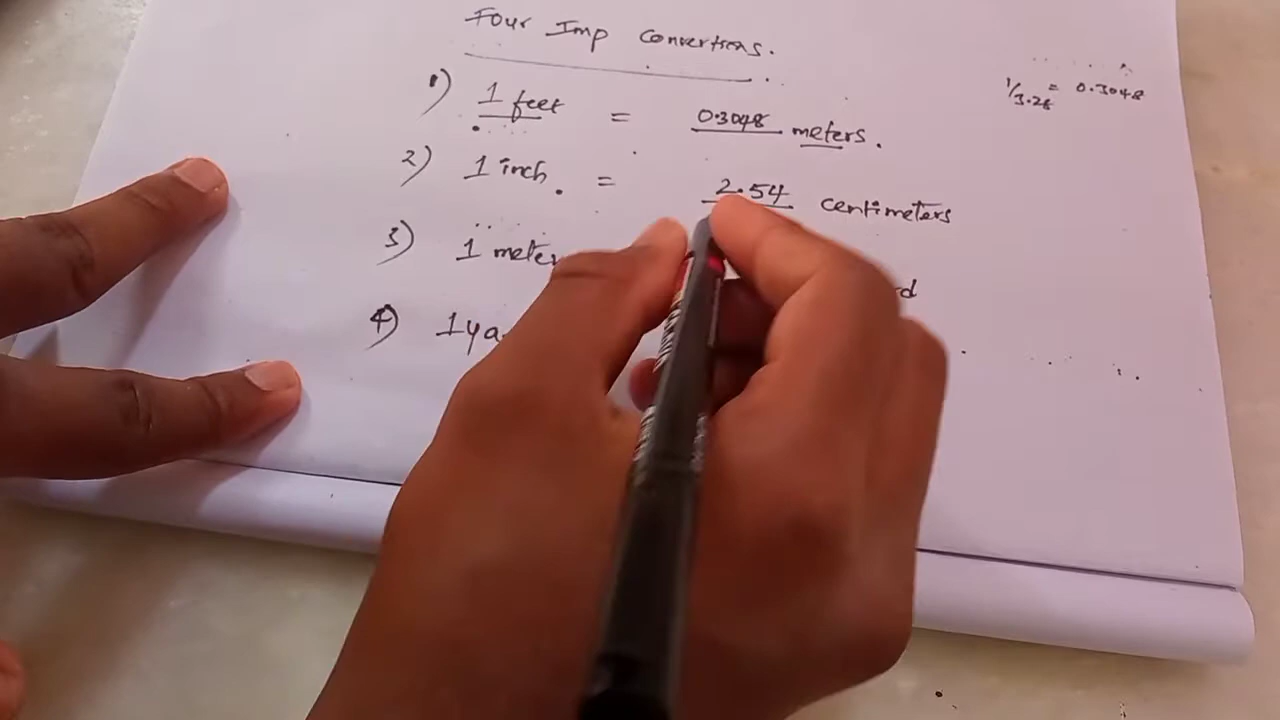 Four Imp Convertions.
1/3.28 = 0.3048
1) 1 feet = 0.3048 meters.
2) 1 inch. = 2.54 centimeters
3) 1 meter
4) 1 ya